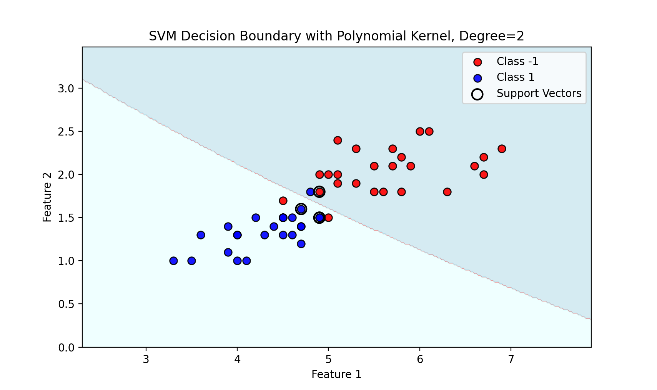 SVM Decision Boundary with Polynomial Kernel, Degree=2
Class -1
Class 1
Support Vectors
3.0
2.5
2.0
1.5
1.0
0.5
0.0
Feature 2
3 4 5 6 7
Feature 1